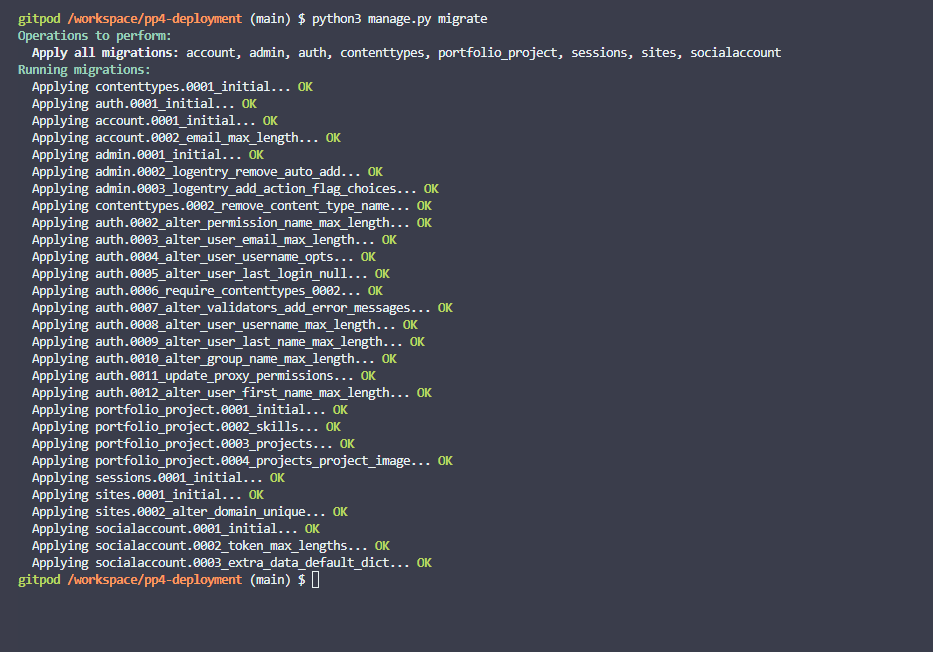 gitpod /workspace/pp4-deployment (main) $ python3 manage.py migrate
Operations to perform:
  Apply all migrations: account, admin, auth, contenttypes, portfolio_project, sessions, sites, socialaccount
Running migrations:
  Applying contenttypes.0001_initial... OK
  Applying auth.0001_initial... OK
  Applying account.0001_initial... OK
  Applying account.0002_email_max_length... OK
  Applying admin.0001_initial... OK
  Applying admin.0002_logentry_remove_auto_add... OK
  Applying admin.0003_logentry_add_action_flag_choices... OK
  Applying contenttypes.0002_remove_content_type_name... OK
  Applying auth.0002_alter_permission_name_max_length... OK
  Applying auth.0003_alter_user_email_max_length... OK
  Applying auth.0004_alter_user_username_opts... OK
  Applying auth.0005_alter_user_last_login_null... OK
  Applying auth.0006_require_contenttypes_0002... OK
  Applying auth.0007_alter_validators_add_error_messages... OK
  Applying auth.0008_alter_user_username_max_length... OK
  Applying auth.0009_alter_user_last_name_max_length... OK
  Applying auth.0010_alter_group_name_max_length... OK
  Applying auth.0011_update_proxy_permissions... OK
  Applying auth.0012_alter_user_first_name_max_length... OK
  Applying portfolio_project.0001_initial... OK
  Applying portfolio_project.0002_skills... OK
  Applying portfolio_project.0003_projects... OK
  Applying portfolio_project.0004_projects_project_image... OK
  Applying sessions.0001_initial... OK
  Applying sites.0001_initial... OK
  Applying sites.0002_alter_domain_unique... OK
  Applying socialaccount.0001_initial... OK
  Applying socialaccount.0002_token_max_lengths... OK
  Applying socialaccount.0003_extra_data_default_dict... OK
gitpod /workspace/pp4-deployment (main) $